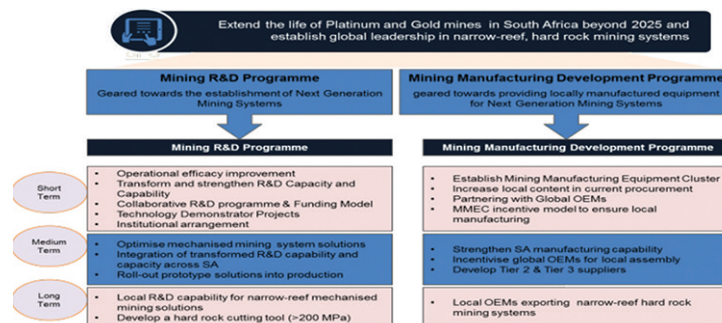 Extend the life of Platinum and Gold mines in South Africa beyond 2025 and
establish global leadership in narrow-reef, hard rock mining systems
Mining R&D Programme
Geared towards the establishment of Next Generation
Mining Systems
Mining Manufacturing Development Programme
geared towards providing locally manufactured equipment
for Next Generation Mining Systems
Mining R&D Programme
Mining Manufacturing Development Programme
Short
Term
• Operational efficacy improvement
• Transform and strengthen R&D Capacity and
Capability
• Collaborative R&D programme & Funding Model
• Technology Demonstrator Projects
• Institutional arrangement
• Establish Mining Manufacturing Equipment Cluster
• Increase local content in current procurement
• Partnering with Global OEMs
• MMEC incentive model to ensure local
manufacturing
Medium
Term
• Optimise mechanised mining system solutions
• Integration of transformed R&D capability and
capacity across SA
• Roll-out prototype solutions into production
• Strengthen SA manufacturing capability
• Incentivise global OEMs for local assembly
• Develop Tier 2 & Tier 3 suppliers
Long
Term
• Local R&D capability for narrow-reef mechanised
mining solutions
• Develop a hard rock cutting tool (>200 MPa)
• Local OEMs exporting narrow-reef hard rock
mining systems